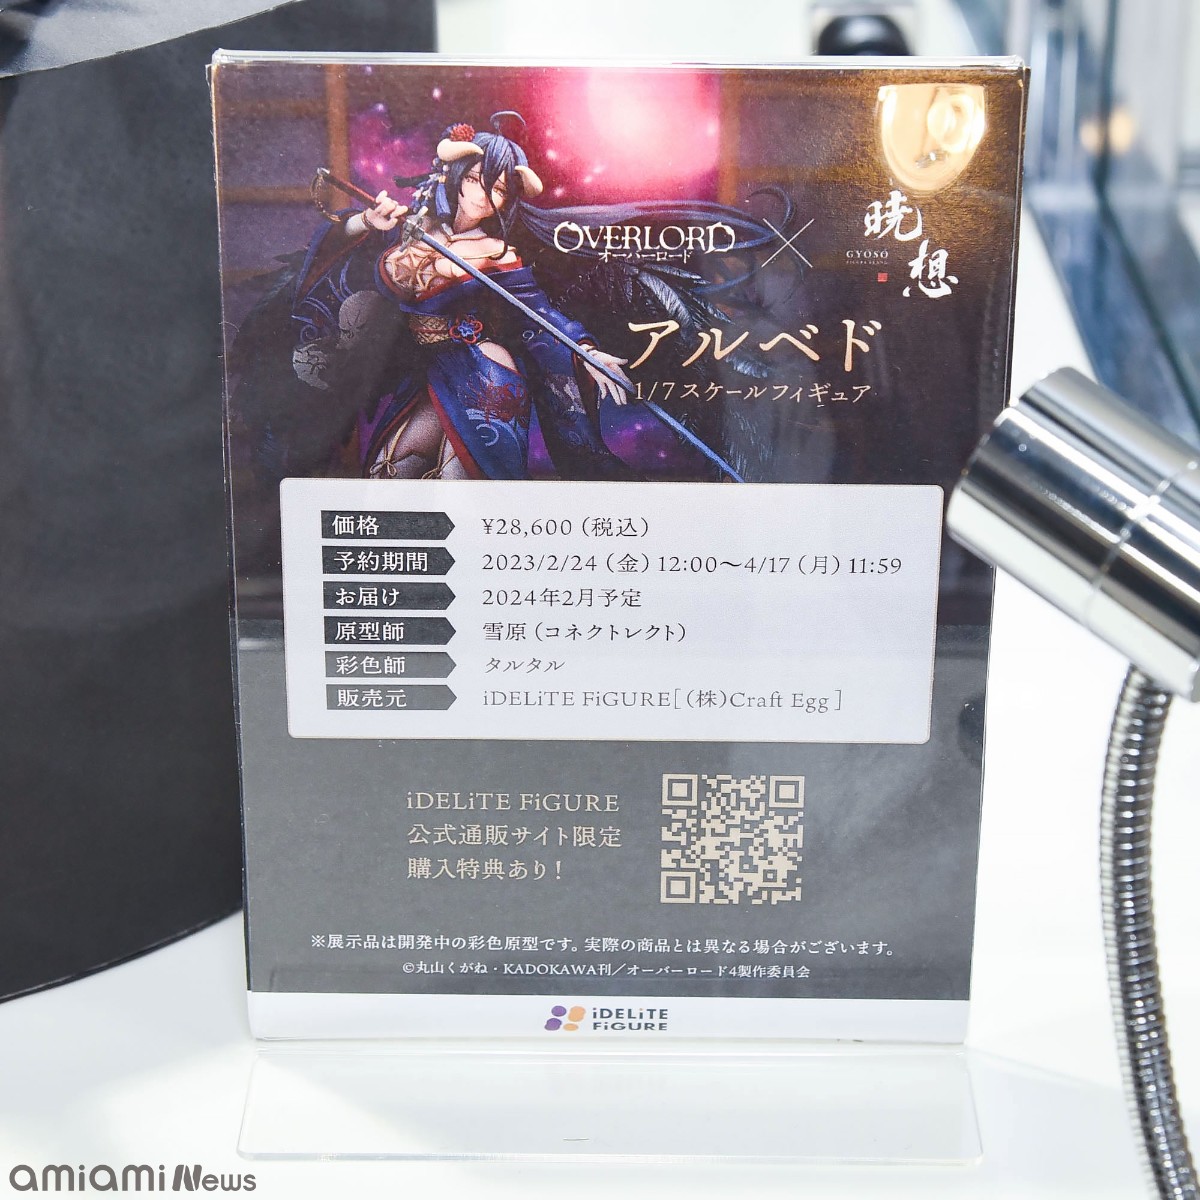 OVERLORD
オーバーロード
×
暁想
GYOSO
アルベド
1/7スケールフィギュア
価格 ¥28,600(税込)
予約期間 2023/2/24(金)12:00～4/17(月)11:59
お届け 2024年2月予定
原型師 雪原(コネクトレクト)
彩色師 タルタル
販売元 iDELiTE FiGURE[(株)Craft Egg]
iDELiTE FiGURE
公式通販サイト限定
購入特典あり!
※展示品は開発中の彩色原型です。実際の商品とは異なる場合がございます。
©丸山くがね・KADOKAWA刊／オーバーロード4製作委員会
iDELiTE
FiGURE
amiami News